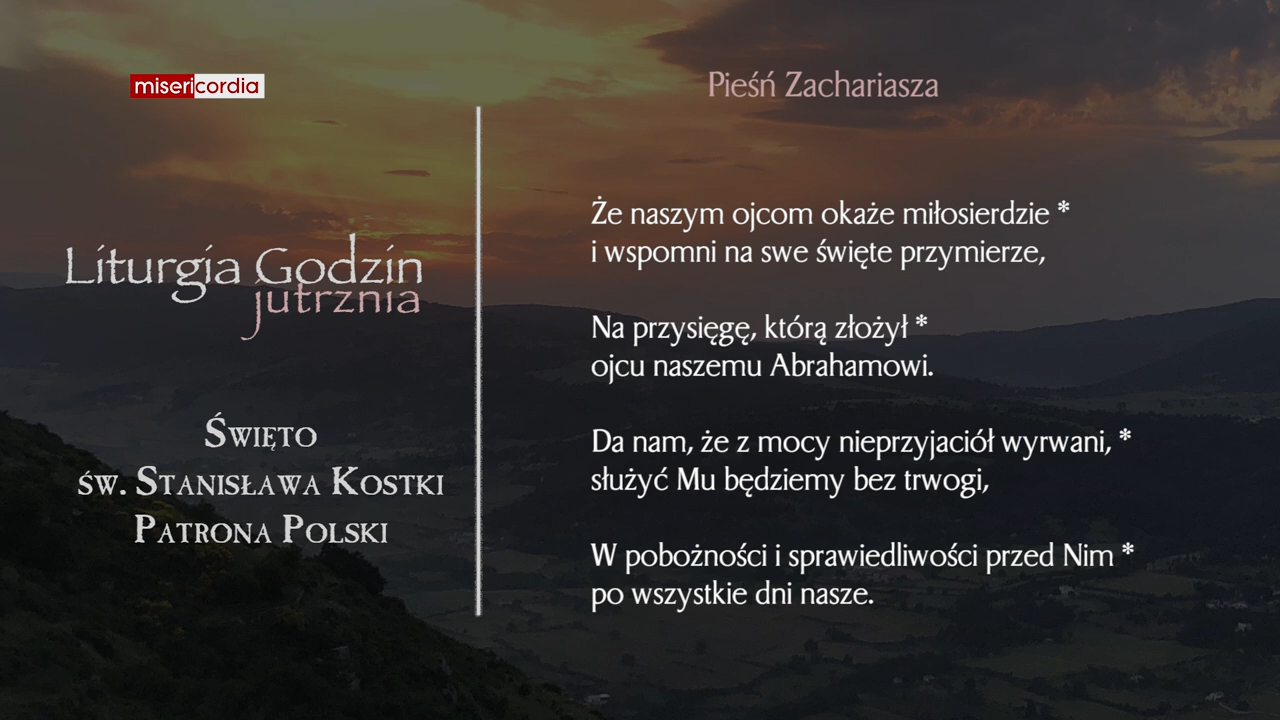 misericordia
Liturgia Godzin
jutrznia
Święto
św. Stanisława Kostki
Patrona Polski
Pieśń Zachariasza
Że naszym ojcom okaże miłosierdzie *
i wspomni na swe święte przymierze,
Na przysięgę, którą złożył *
ojcu naszemu Abrahamowi.
Da nam, że z mocy nieprzyjaciół wyrwani, *
służyć Mu będziemy bez trwogi,
W pobożności i sprawiedliwości przed Nim *
po wszystkie dni nasze.